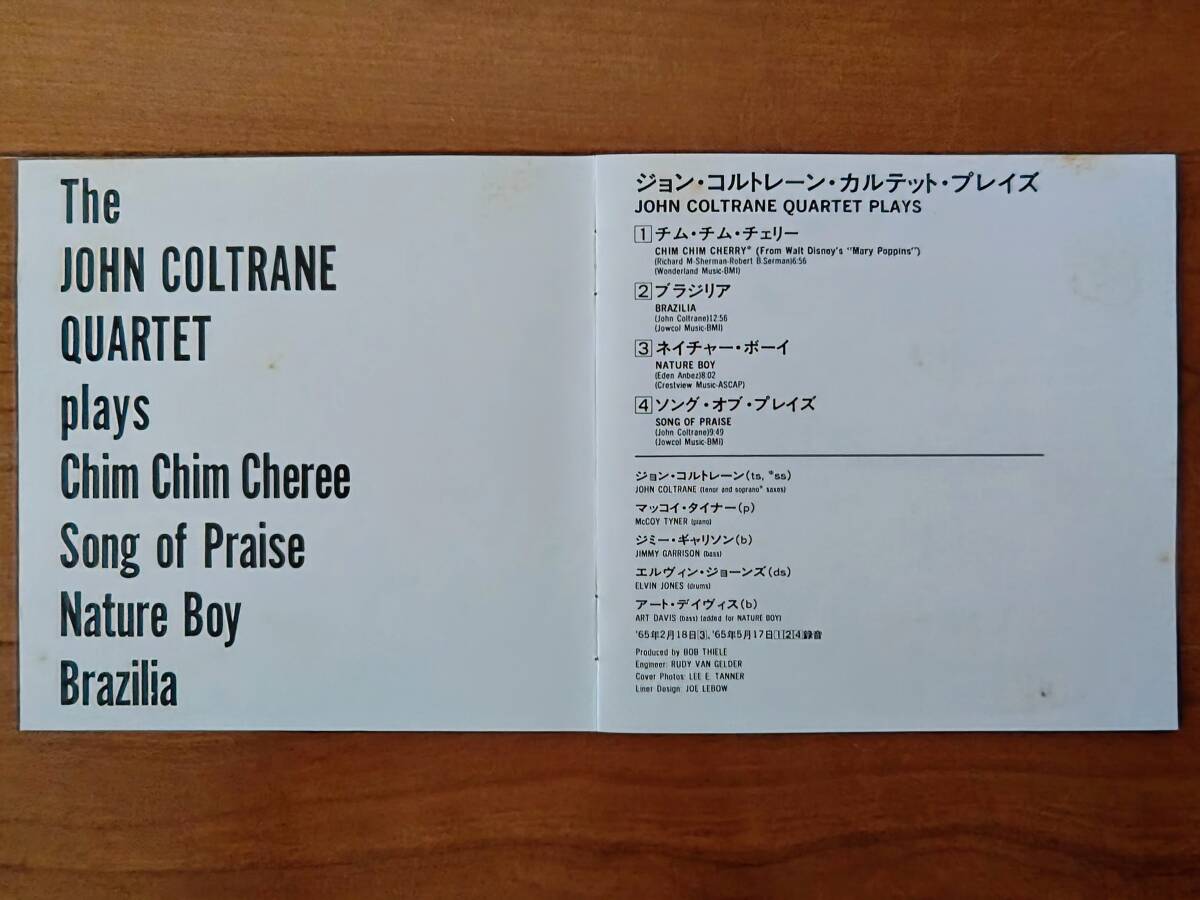 The
JOHN COLTRANE
QUARTET
plays
Chim Chim Cheree
Song of Praise
Nature Boy
Brazilia
ジョン・コルトレーン・カルテット・プレイズ
JOHN COLTRANE QUARTET PLAYS
1 チム・チム・チェリー
CHIM CHIM CHERRY* (From Walt Disney's "Mary Poppins")
(Richard M·Sherman-Robert B.Serman)6:56
(Wonderland Music-BMI)
2 ブラジリア
BRAZILIA
(John Coltrane)12:56
(Jowcol Music-BMI)
3 ネイチャー・ボーイ
NATURE BOY
(Eden Anbez)8:02
(Crestview Music-ASCAP)
4 ソング・オブ・プレイズ
SONG OF PRAISE
(John Coltrane)9:49
(Jowcol Music-BMI)
ジョン・コルトレーン(ts, *ss)
JOHN COLTRANE (tenor and soprano* saxes)
マッコイ・タイナー(p)
McCOY TYNER (piano)
ジミー・ギャリソン(b)
JIMMY GARRISON (bass)
エルヴィン・ジョーンズ(ds)
ELVIN JONES (drums)
アート・デイヴィス(b)
ART DAVIS (bass) (added for NATURE BOY)
'65年2月18日3、'65年5月17日124録音
Produced by BOB THIELE
Engineer: RUDY VAN GELDER
Cover Photos: LEE E. TANNER
Liner Design: JOE LEBOW